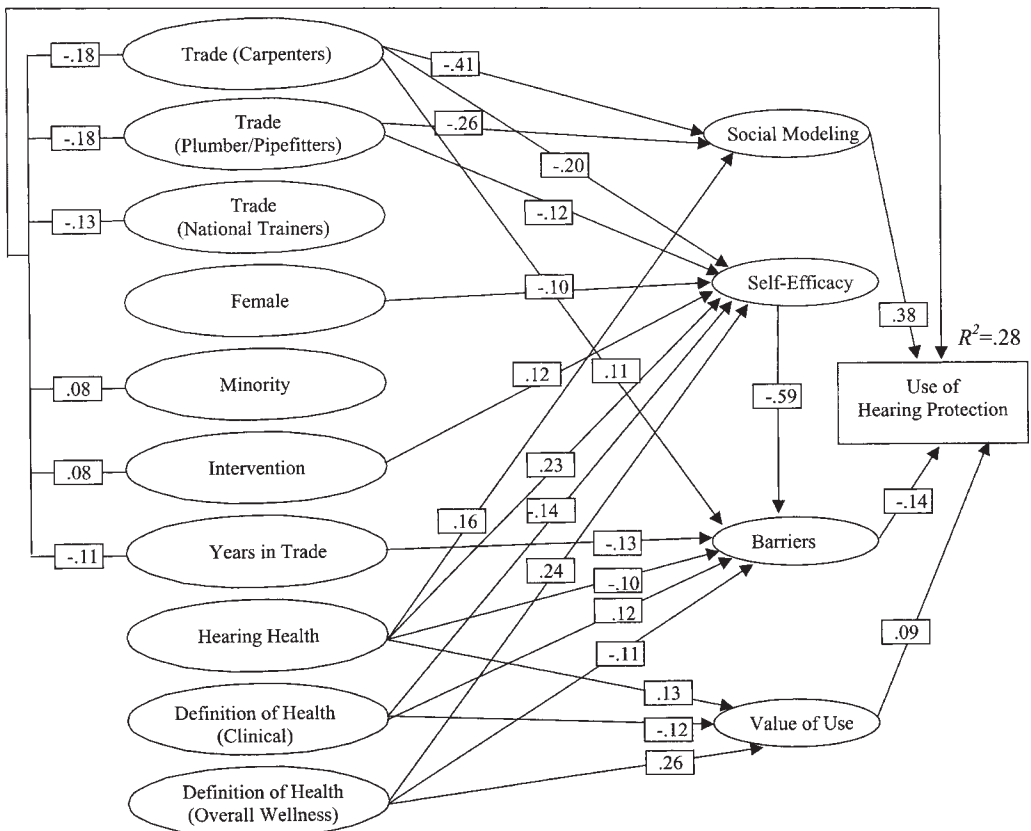 -.18
Trade (Carpenters)
-.41
-.18
Trade
(Plumber/Pipefitters)
-.26
Social Modeling
-.20
-.13
Trade
(National Trainers)
-.12
Female
-.10
Self-Efficacy
.38
R²=.28
.08
Minority
.12
.11
-.59
Use of
Hearing Protection
.08
Intervention
.23
-.14
.16
-.11
Years in Trade
-.13
Barriers
-.14
.24
-.10
Hearing Health
.12
-.11
.09
.13
Definition of Health
(Clinical)
-.12
Value of Use
.26
Definition of Health
(Overall Wellness)